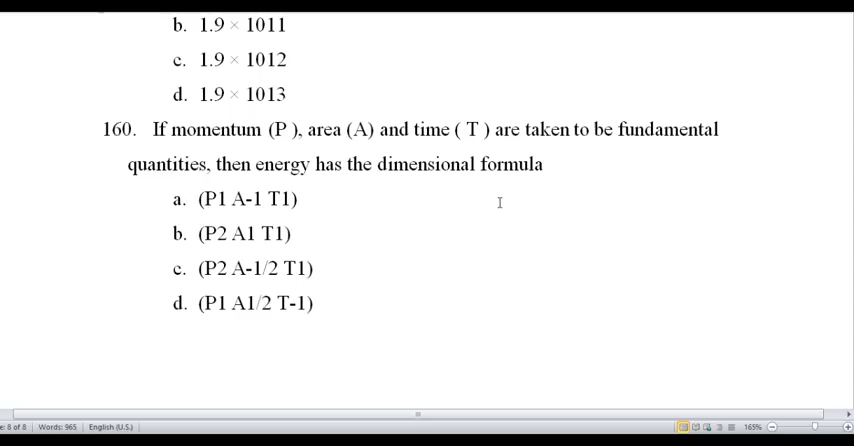 b. 1.9 × 1011
c. 1.9 × 1012
d. 1.9 × 1013
160. If momentum (P ), area (A) and time ( T ) are taken to be fundamental
quantities, then energy has the dimensional formula
a. (P1 A-1 T1)
b. (P2 A1 T1)
c. (P2 A-1/2 T1)
d. (P1 A1/2 T-1)
e: 8 of 8 Words: 965 English (U.S.) 165%